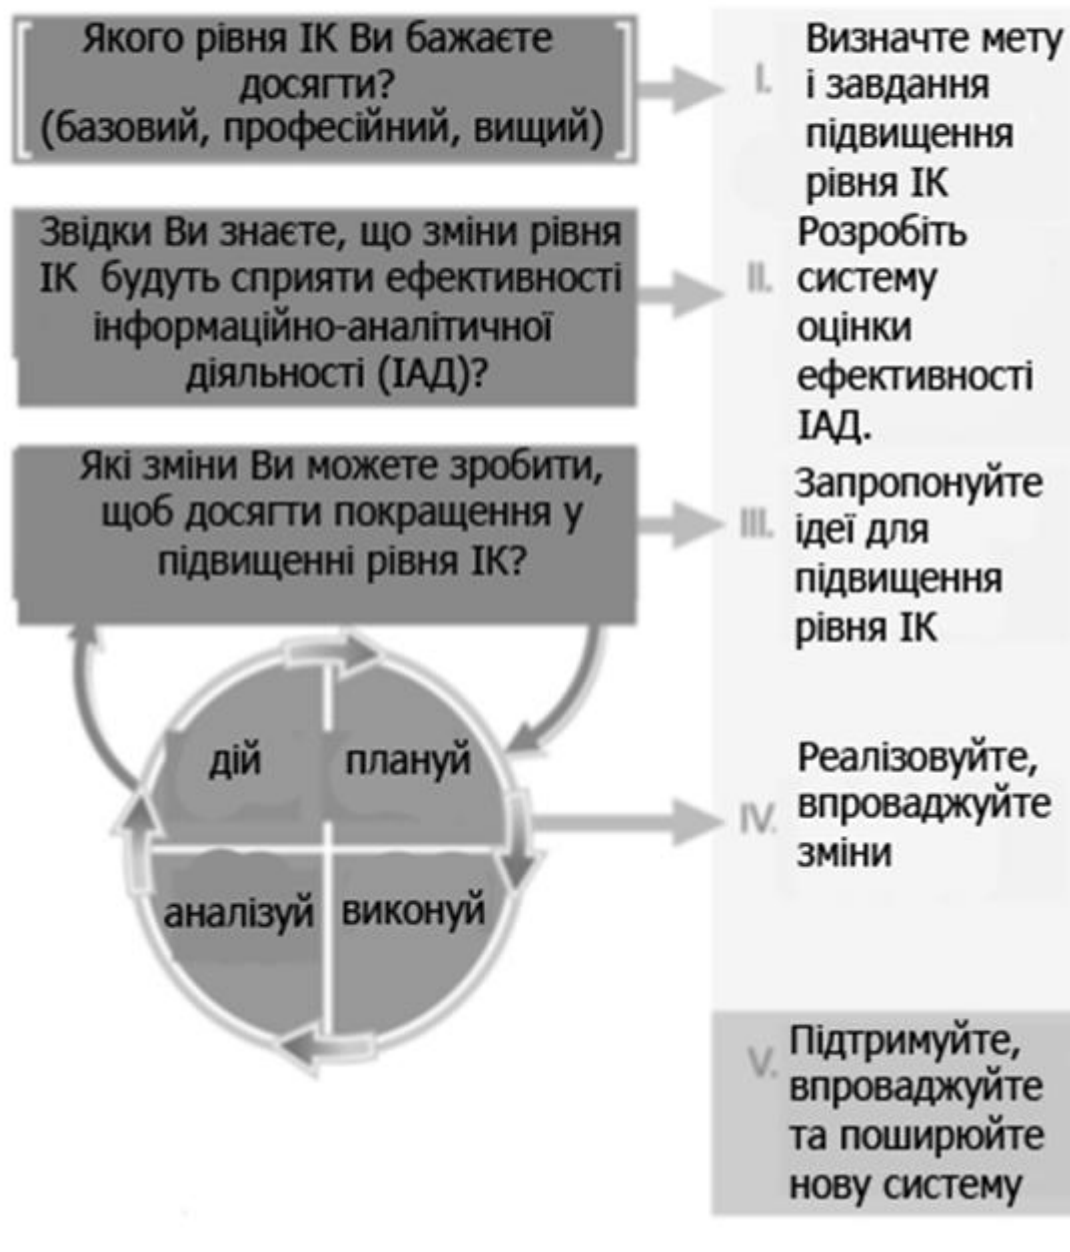 Якого рівня ІК Ви бажаєте
досягти?
(базовий, професійний, вищий)
I.
Визначте мету
і завдання
підвищення
рівня ІК
Звідки Ви знаєте, що зміни рівня
ІК будуть сприяти ефективності
інформаційно-аналітичної
діяльності (ІАД)?
II.
Розробіть
систему
оцінки
ефективності
ІАД.
Які зміни Ви можете зробити,
щоб досягти покращення у
підвищенні рівня ІК?
III.
Запропонуйте
ідеї для
підвищення
рівня ІК
дій
плануй
аналізуй
виконуй
IV.
Реалізовуйте,
впроваджуйте
зміни
V.
Підтримуйте,
впроваджуйте
та поширюйте
нову систему